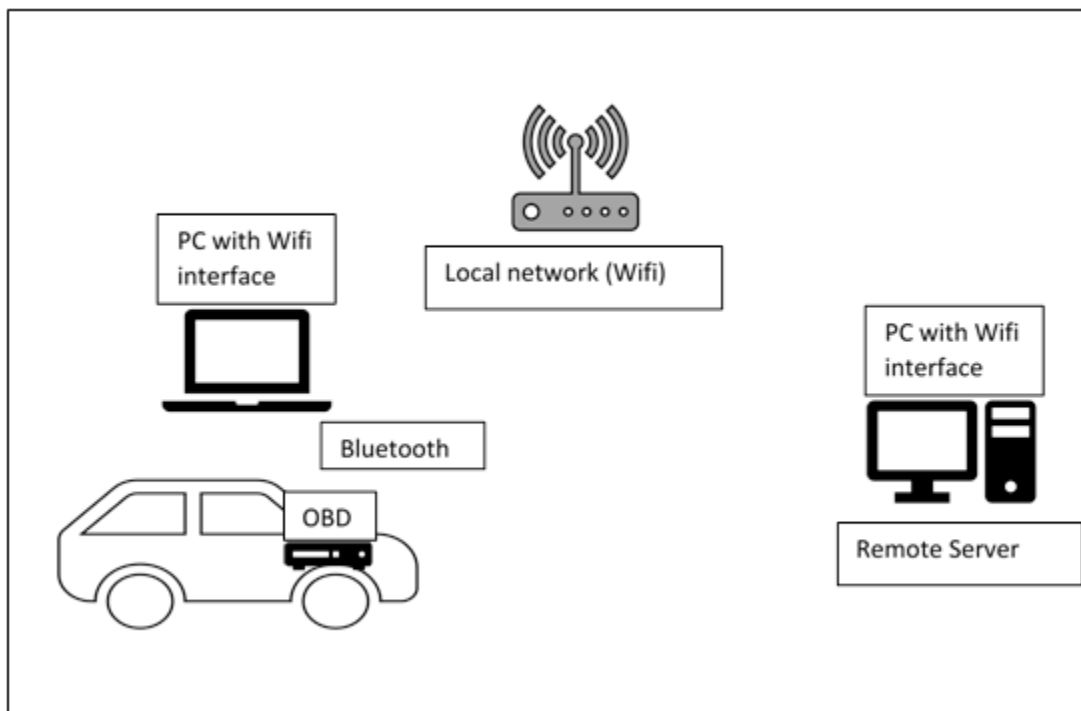 Local network (Wifi)
PC with Wifi
interface
PC with Wifi
interface
Bluetooth
OBD
Remote Server